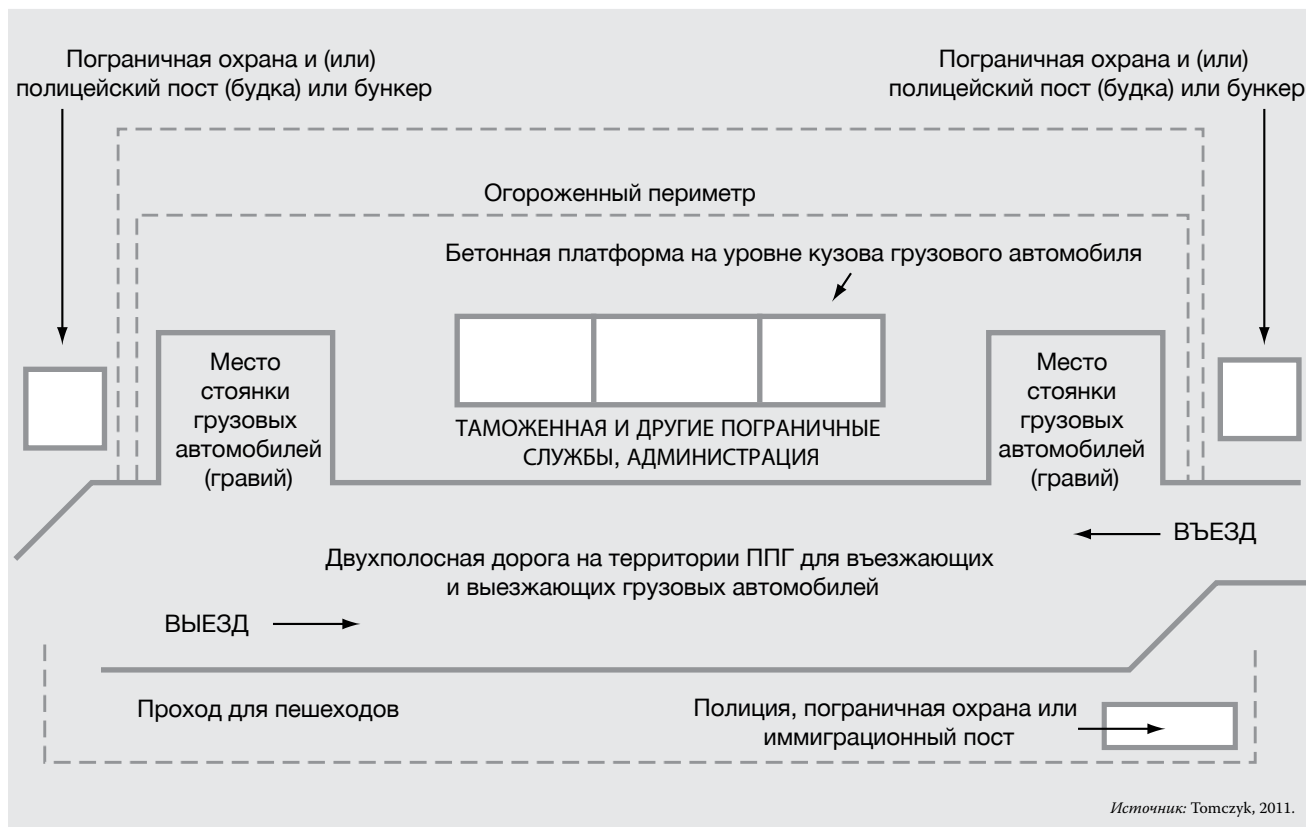 Пограничная охрана и (или)
полицейский пост (будка) или бункер
Пограничная охрана и (или)
полицейский пост (будка) или бункер
Огороженный периметр
Бетонная платформа на уровне кузова грузового автомобиля
Место
стоянки
грузовых
автомобилей
(гравий)
ТАМОЖЕННАЯ И ДРУГИЕ ПОГРАНИЧНЫЕ
СЛУЖБЫ, АДМИНИСТРАЦИЯ
Место
стоянки
грузовых
автомобилей
(гравий)
ВЪЕЗД
Двухполосная дорога на территории ППГ для въезжающих
и выезжающих грузовых автомобилей
ВЫЕЗД
Проход для пешеходов
Полиция, пограничная охрана или
иммиграционный пост
Источник: Tomczyk, 2011.